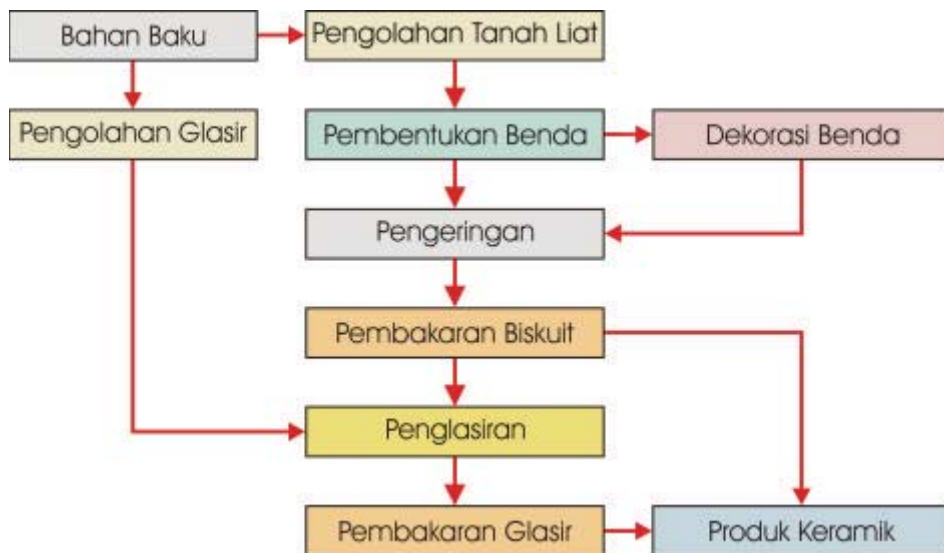 Bahan Baku
Pengolahan Tanah Liat
Pengolahan Glasir
Pembentukan Benda
Dekorasi Benda
Pengeringan
Pembakaran Biskuit
Penglasiran
Pembakaran Glasir
Produk Keramik